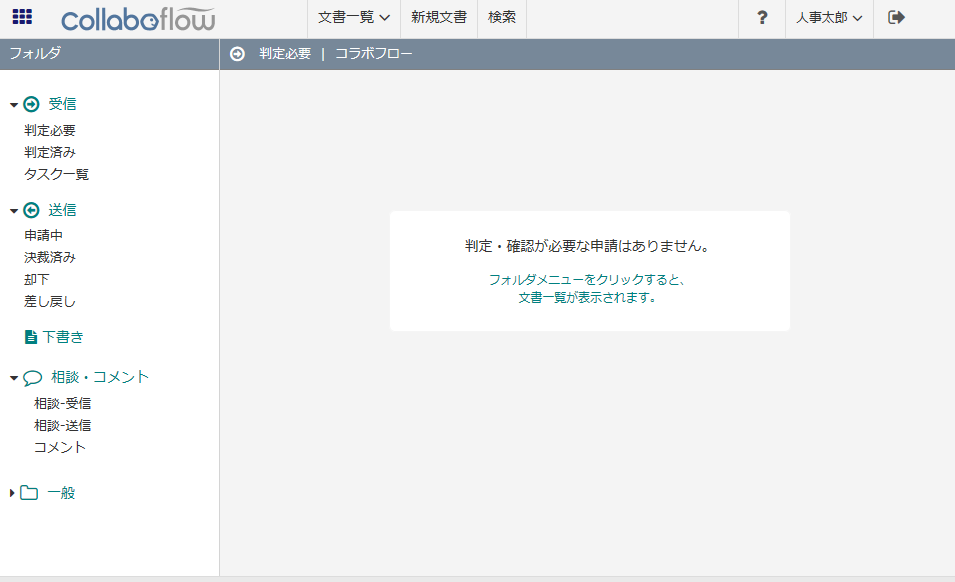 collaboflow
文書一覧
新規文書
検索
?
人事太郎
フォルダ
判定必要 | コラボフロー
受信
判定必要
判定済み
タスク一覧
送信
申請中
決裁済み
却下
差し戻し
下書き
相談・コメント
相談-受信
相談-送信
コメント
一般
判定・確認が必要な申請はありません。
フォルダメニューをクリックすると、
文書一覧が表示されます。